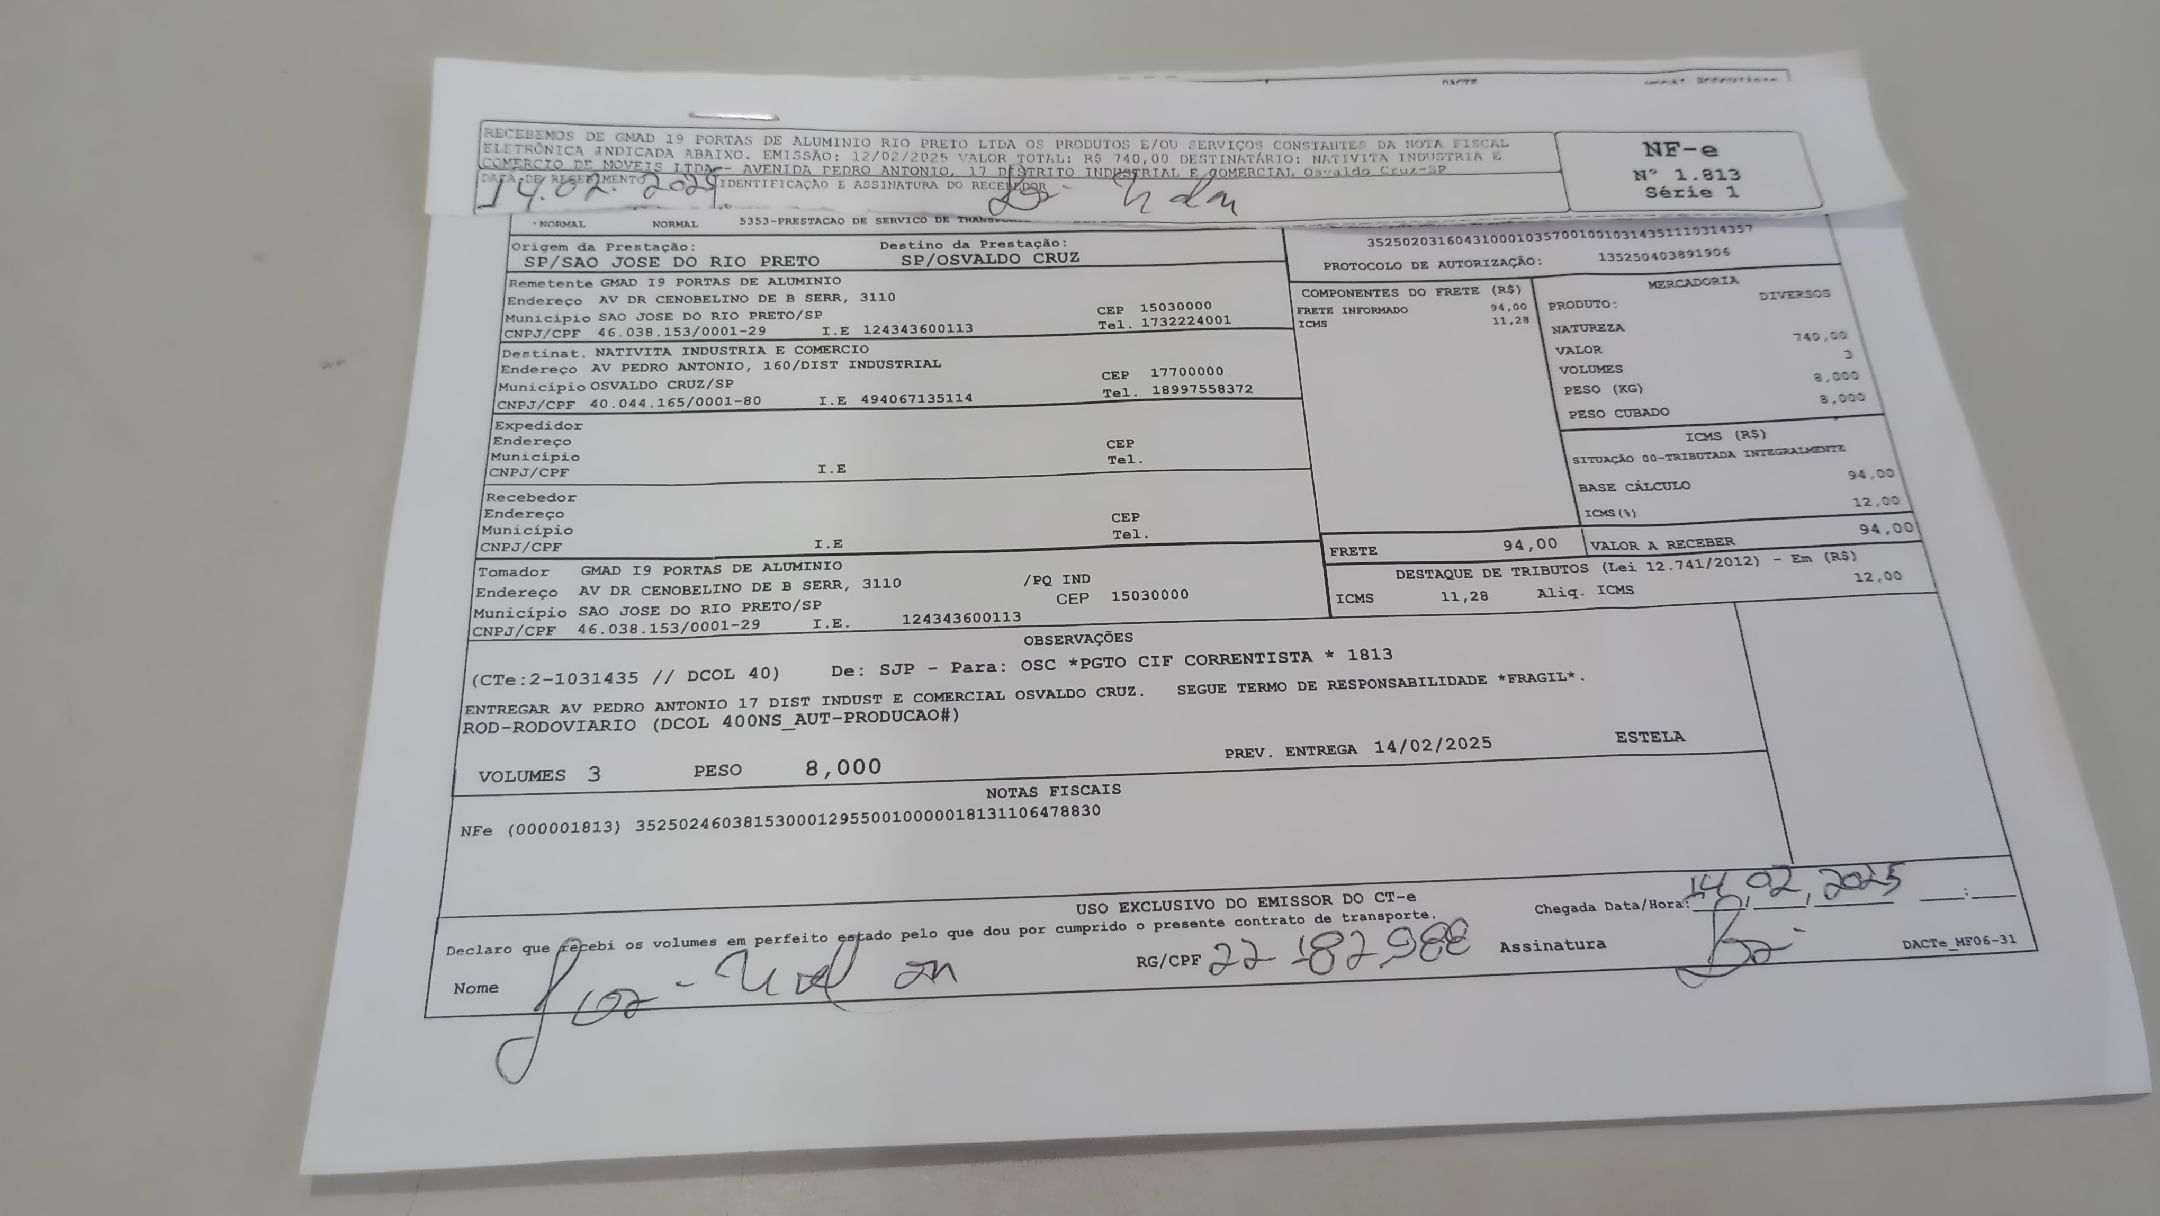 DACTE
RECEBEMOS DE GMAD I9 PORTAS DE ALUMINIO RIO PRETO LTDA OS PRODUTOS E/OU SERVIÇOS CONSTANTES DA NOTA FISCAL
ELETRÔNICA INDICADA ABAIXO. EMISSÃO: 12/02/2025 VALOR TOTAL: R$ 740,00 DESTINATÁRIO: NATIVITA INDUSTRIA E
COMERCIO DE MOVEIS LTDA - AVENIDA PEDRO ANTONIO, 17 DISTRITO INDUSTRIAL E COMERCIAL Osvaldo Cruz-SP
DATA DE RECEBIMENTO IDENTIFICAÇÃO E ASSINATURA DO RECEBEDOR
14.02.2025
NF-e
Nº 1.813
Série 1
NORMAL NORMAL 5353-PRESTACAO DE SERVICO DE
Origem da Prestação: Destino da Prestação:
SP/SAO JOSE DO RIO PRETO SP/OSVALDO CRUZ
PROTOCOLO DE AUTORIZAÇÃO: 135250403891906
Remetente GMAD I9 PORTAS DE ALUMINIO
Endereço AV DR CENOBELINO DE B SERR, 3110
Município SAO JOSE DO RIO PRETO/SP CEP 15030000
CNPJ/CPF 46.038.153/0001-29 I.E 124343600113 Tel. 1732224001
Destinat. NATIVITA INDUSTRIA E COMERCIO
Endereço AV PEDRO ANTONIO, 160/DIST INDUSTRIAL
Município OSVALDO CRUZ/SP CEP 17700000
CNPJ/CPF 40.044.165/0001-80 I.E 494067135114 Tel. 18997558372
Expedidor
Endereço
Município CEP
CNPJ/CPF I.E Tel.
Recebedor
Endereço
Município CEP
CNPJ/CPF I.E Tel.
Tomador GMAD I9 PORTAS DE ALUMINIO
Endereço AV DR CENOBELINO DE B SERR, 3110 /PQ IND
Município SAO JOSE DO RIO PRETO/SP CEP 15030000
CNPJ/CPF 46.038.153/0001-29 I.E. 124343600113
COMPONENTES DO FRETE (R$)
FRETE INFORMADO 94,00
ICMS 11,28
MERCADORIA
PRODUTO: DIVERSOS
NATUREZA
VALOR 740,00
VOLUMES 3
PESO (KG) 8,000
PESO CUBADO 8,000
ICMS (R$)
SITUAÇÃO 00-TRIBUTADA INTEGRALMENTE
BASE CÁLCULO 94,00
ICMS(%) 12,00
FRETE 94,00 VALOR A RECEBER 94,00
DESTAQUE DE TRIBUTOS (Lei 12.741/2012) - Em (R$)
ICMS 11,28 Aliq. ICMS 12,00
OBSERVAÇÕES
(CTe:2-1031435 // DCOL 40) De: SJP - Para: OSC *PGTO CIF CORRENTISTA * 1813
ENTREGAR AV PEDRO ANTONIO 17 DIST INDUST E COMERCIAL OSVALDO CRUZ. SEGUE TERMO DE RESPONSABILIDADE *FRAGIL*.
ROD-RODOVIARIO (DCOL 400NS_AUT-PRODUCAO#)
VOLUMES 3 PESO 8,000 PREV. ENTREGA 14/02/2025 ESTELA
NOTAS FISCAIS
NFe (000001813) 35250246038153000129550010000018131106478830
USO EXCLUSIVO DO EMISSOR DO CT-e
Declaro que recebi os volumes em perfeito estado pelo que dou por cumprido o presente contrato de transporte.
Chegada Data/Hora: 14/02/2025 :
Nome RG/CPF 22 182,988 Assinatura
DACTe_MF06-31